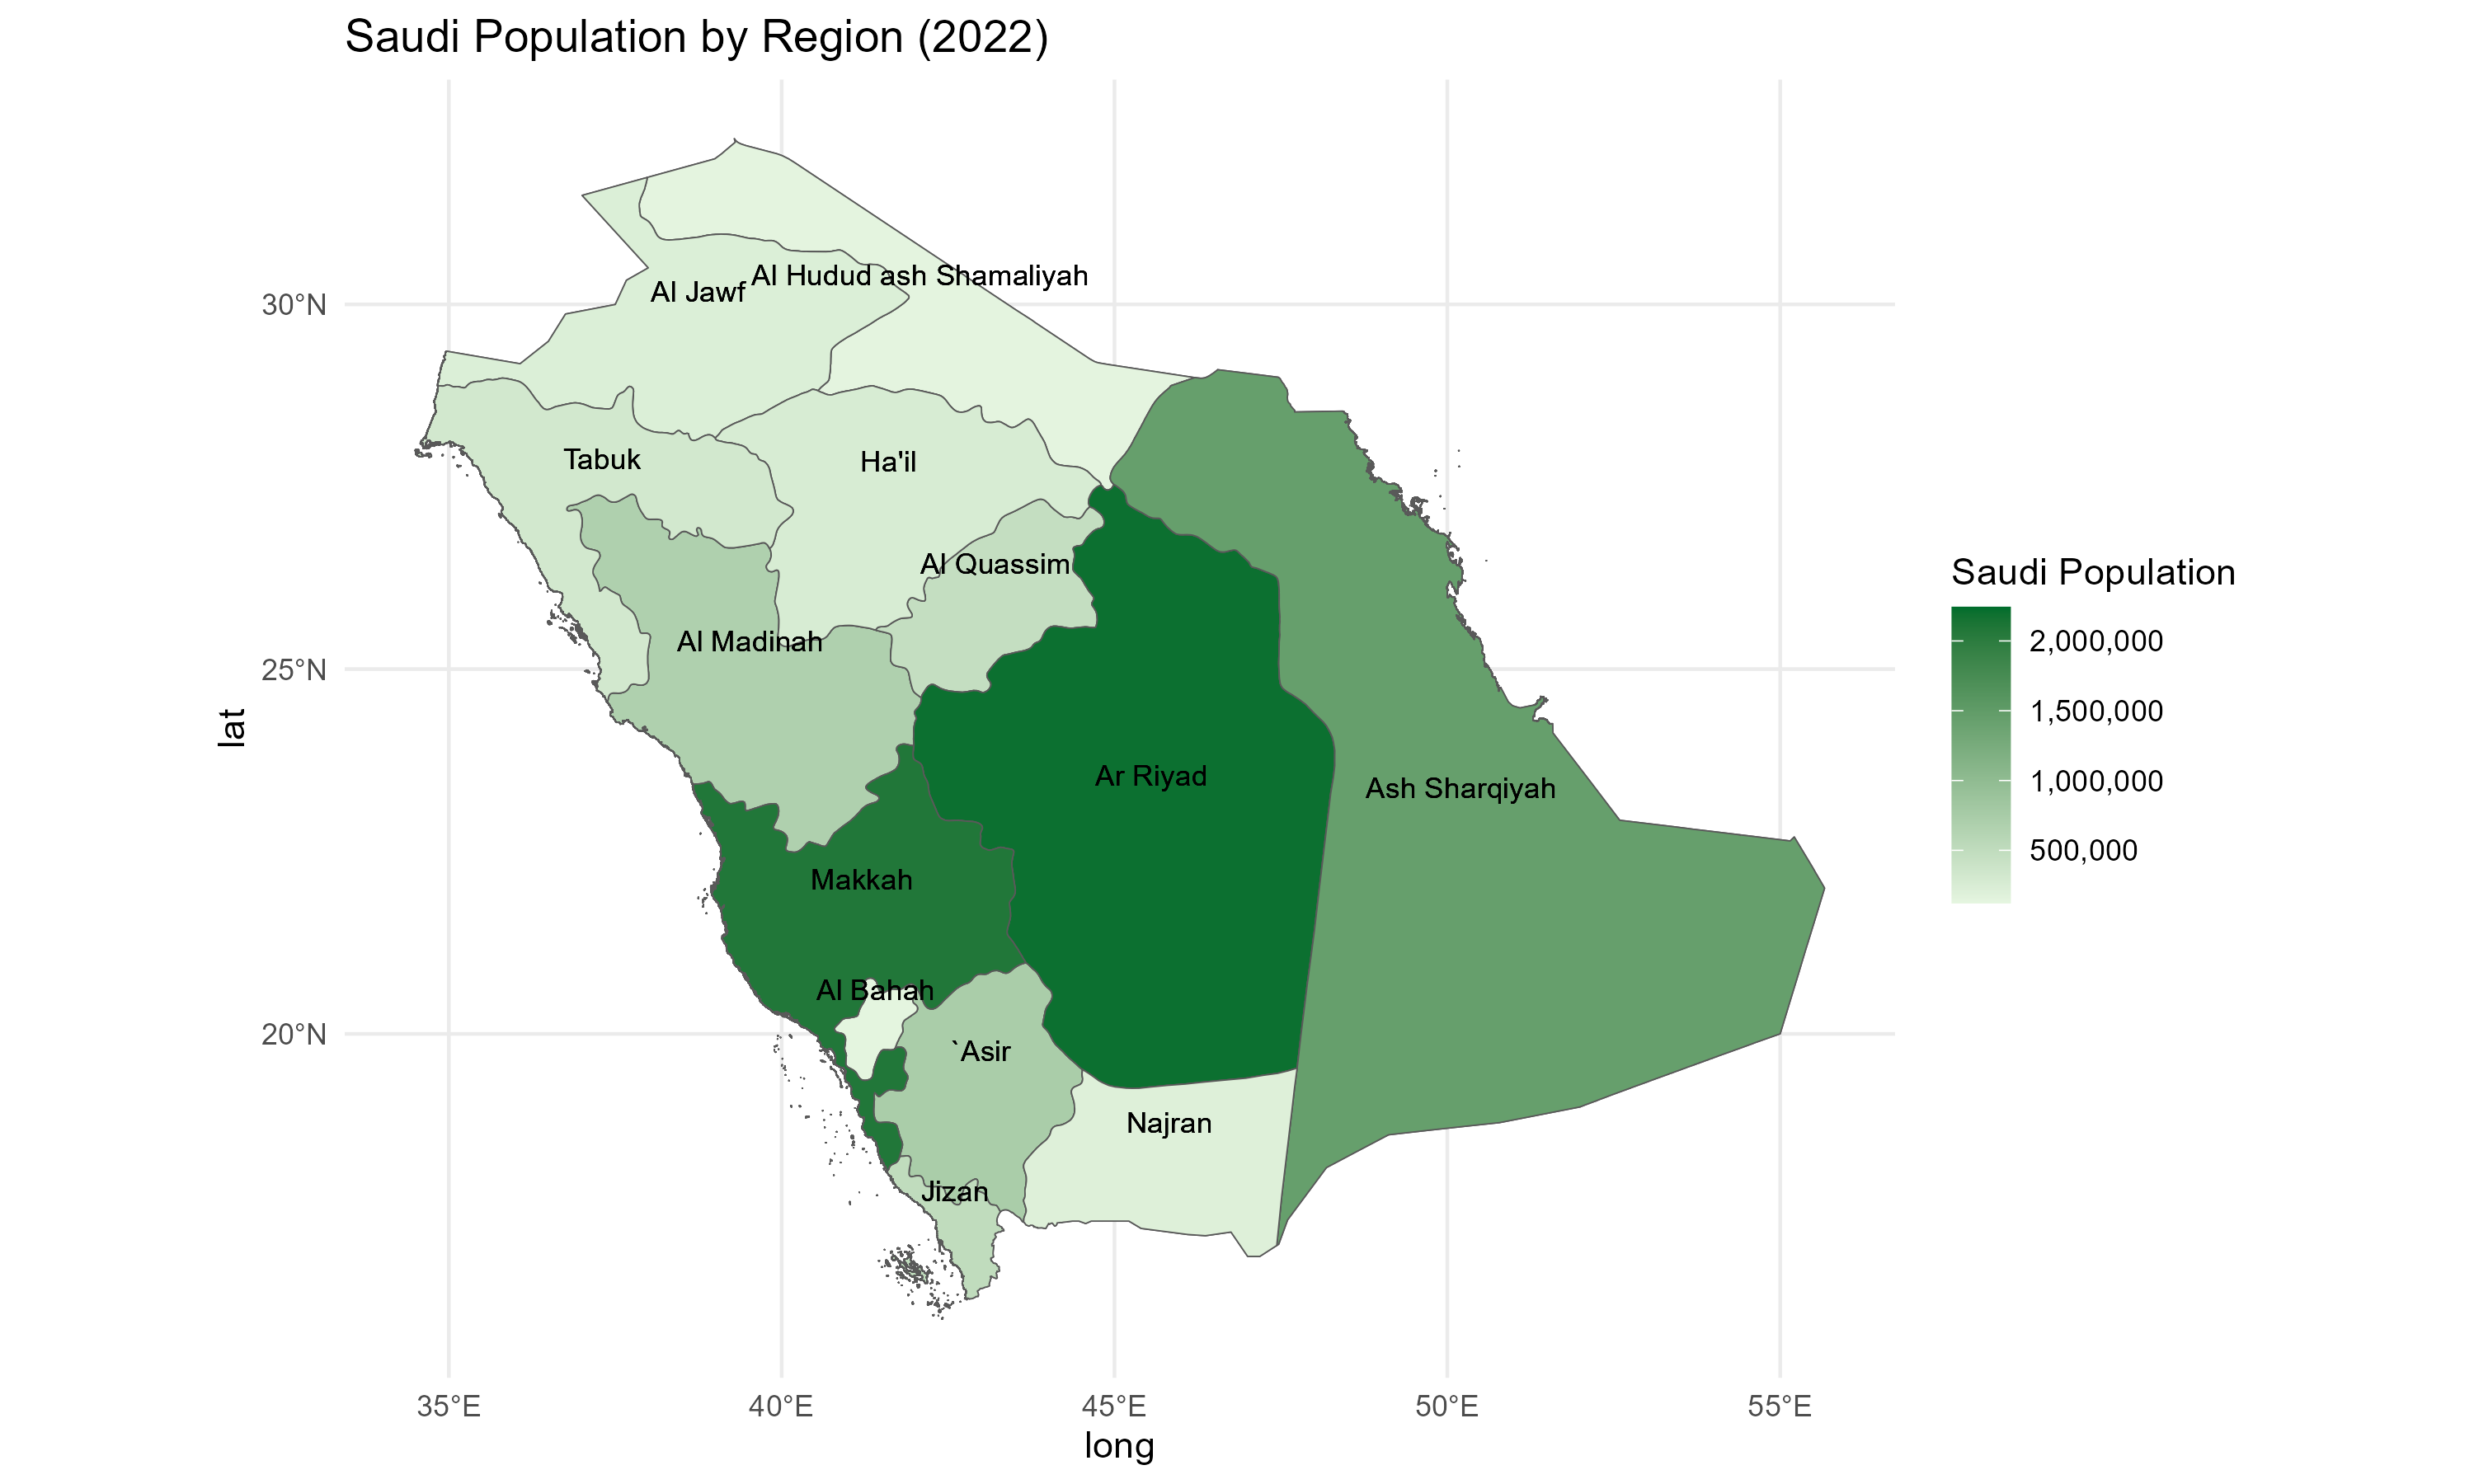 Saudi Population by Region (2022)
Al Hudud ash Shamaliyah
Al Jawf
30°N
Tabuk
Ha'il
Al Quassim
Al Madinah
25°N
Ar Riyad
Ash Sharqiyah
Makkah
Al Bahah
20°N
`Asir
Najran
Jizan
lat
35°E
40°E
45°E
50°E
55°E
long
Saudi Population
2,000,000
1,500,000
1,000,000
500,000